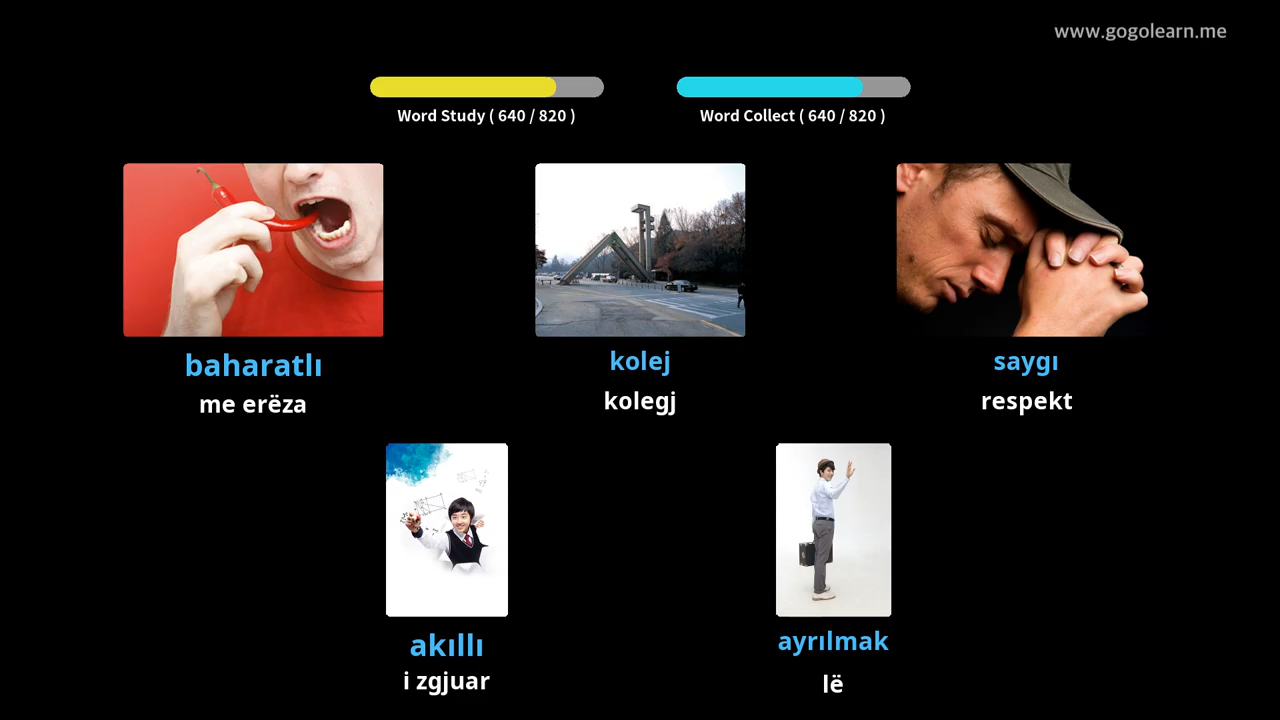 www.gogolearn.me
Word Study ( 640 / 820 )
Word Collect ( 640 / 820 )
baharatlı
me erëza
kolej
kolegj
saygı
respekt
akıllı
i zgjuar
ayrılmak
lë